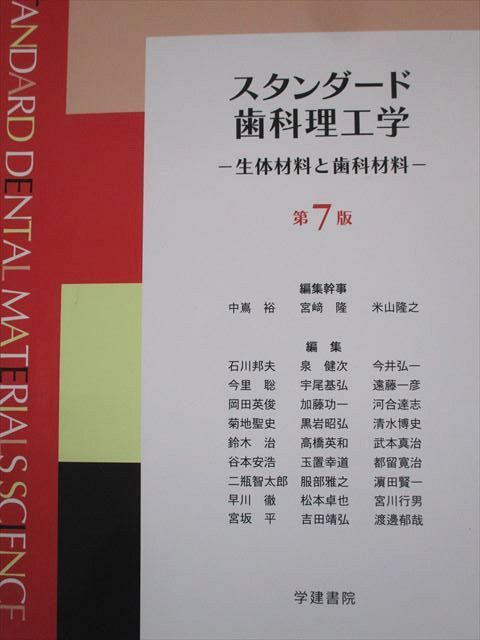 TANDARD DENTAL MATERIALS SCIENCE
スタンダード
歯科理工学
−生体材料と歯科材料−
第7版
編集幹事
中嶌 裕 宮﨑 隆 米山隆之
編 集
石川邦夫 泉 健次 今井弘一
今里 聡 宇尾基弘 遠藤一彦
岡田英俊 加藤功一 河合達志
菊地聖史 黒岩昭弘 清水博史
鈴木 治 高橋英和 武本真治
谷本安浩 玉置幸道 都留寛治
二瓶智太郎 服部雅之 濵田賢一
早川 徹 松本卓也 宮川行男
宮坂 平 吉田靖弘 渡邊郁哉
学建書院